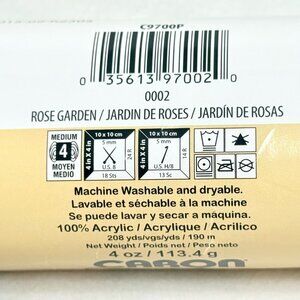 C9700P
0 35613 97002 0
0002
ROSE GARDEN / JARDIN DE ROSES / JARDÍN DE ROSAS
MEDIUM
4
MOYEN
MEDIO
10 x 10 cm
4 in X 4 in
5 mm
U.S. 8
24 R
18 Sts
10 x 10 cm
4 in X 4 in
5 mm
U.S. H/8
13 Sc
Machine Washable and dryable.
Lavable et séchable à la machine
Se puede lavar y secar a máquina.
100% Acrylic / Acrylique / Acrílico
208 yds/vgs/yds / 190 m
Net Weight / Poids net / Peso neto
4 oz / 113.4 g
CARON